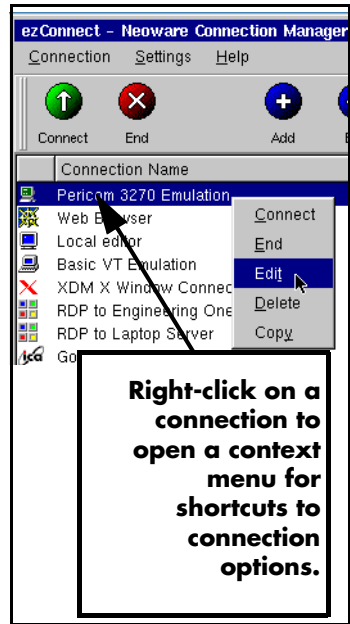 ezConnect – Neoware Connection Manager
Connection Settings Help
Connect End Add
Connection Name
Pericom 3270 Emulation
Web B wser
Local editor
Basic VT Emulation
XDM X Window Connec
RDP to Engineering One
RDP to Laptop Server
Go
Connect
End
Edit
Delete
Copy
Right-click on a
connection to
open a context
menu for
shortcuts to
connection
options.